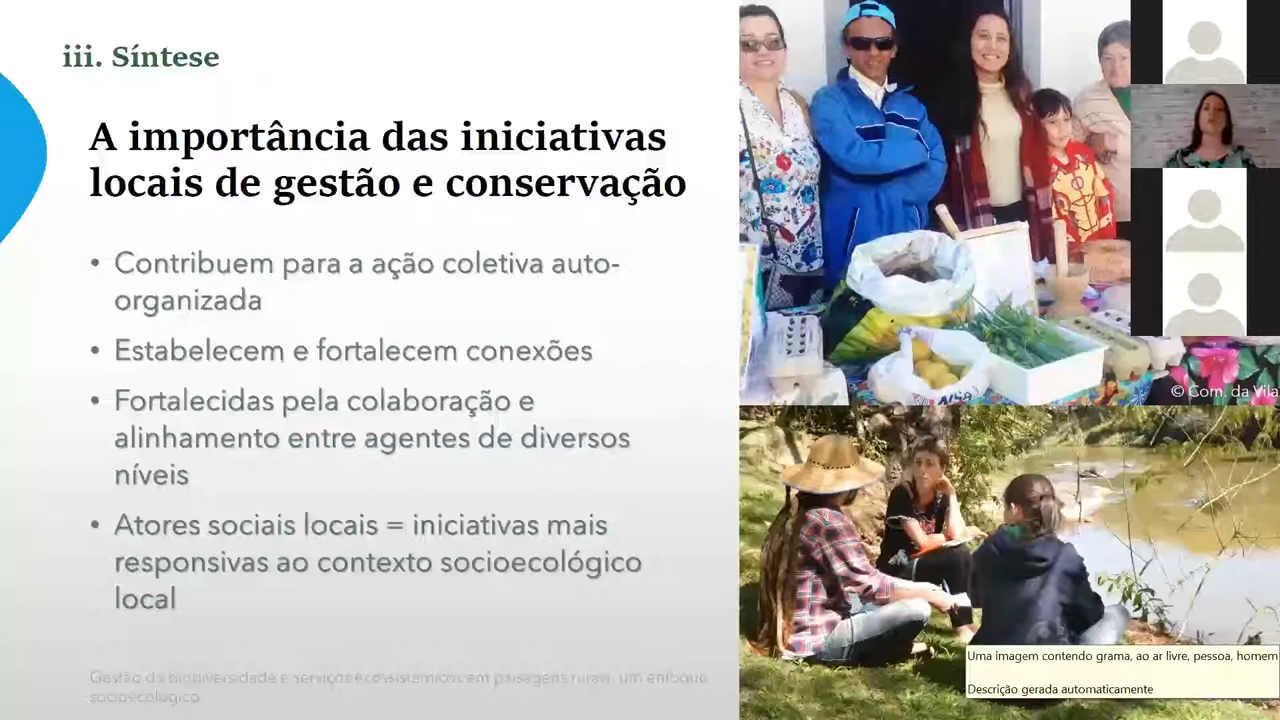 iii. Síntese
A importância das iniciativas
locais de gestão e conservação
• Contribuem para a ação coletiva auto-
organizada
• Estabelecem e fortalecem conexões
• Fortalecidas pela colaboração e
alinhamento entre agentes de diversos
níveis
• Atores sociais locais = iniciativas mais
responsivas ao contexto socioecológico
local
Gestão da biodiversidade e serviços ecossistêmicos em paisagens rurais: um enfoque
socioecológico
© Com. da Vila
Uma imagem contendo grama, ao ar livre, pessoa, homem
Descrição gerada automaticamente